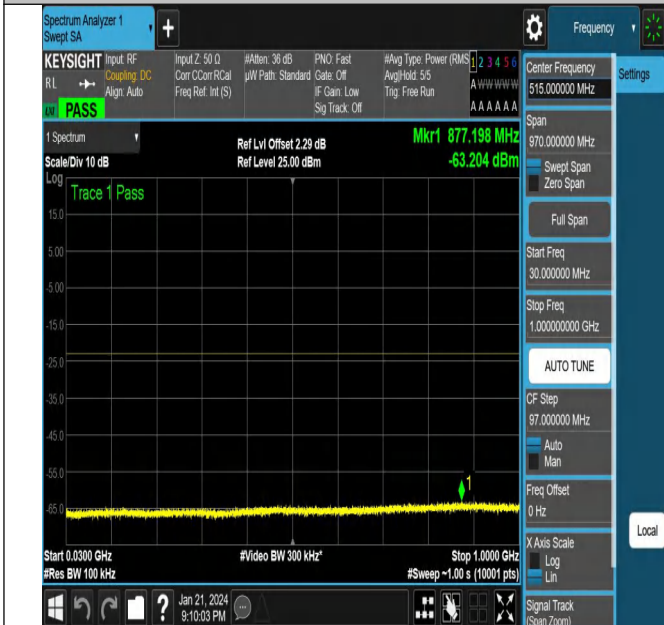 Spectrum Analyzer 1
Swept SA
+
Frequency
KEYSIGHT
RL
PASS
Input: RF
Coupling: DC
Align: Auto
Input Z: 50 Ω
Corr CCorr RCal
Freq Ref: Int (S)
#Atten: 36 dB
µW Path: Standard
PNO: Fast
Gate: Off
IF Gain: Low
Sig Track: Off
#Avg Type: Power (RMS
Avg|Hold: 5/5
Trig: Free Run
1 2 3 4 5 6
A W W W W W
A A A A A A
1 Spectrum
Scale/Div 10 dB
Log
Ref Lvl Offset 2.29 dB
Ref Level 25.00 dBm
Mkr1 877.198 MHz
-63.204 dBm
Trace 1 Pass
15.0
5.00
-5.00
-15.0
-25.0
-35.0
-45.0
-55.0
-65.0
1
Start 0.0300 GHz
#Res BW 100 kHz
#Video BW 300 kHz*
Stop 1.0000 GHz
#Sweep ~1.00 s (10001 pts)
?
Jan 21, 2024
9:10:03 PM
Center Frequency
515.000000 MHz
Span
970.000000 MHz
Swept Span
Zero Span
Full Span
Start Freq
30.000000 MHz
Stop Freq
1.000000000 GHz
AUTO TUNE
CF Step
97.000000 MHz
Auto
Man
Freq Offset
0 Hz
X Axis Scale
Log
Lin
Signal Track
(Span Zoom)
Settings
Local